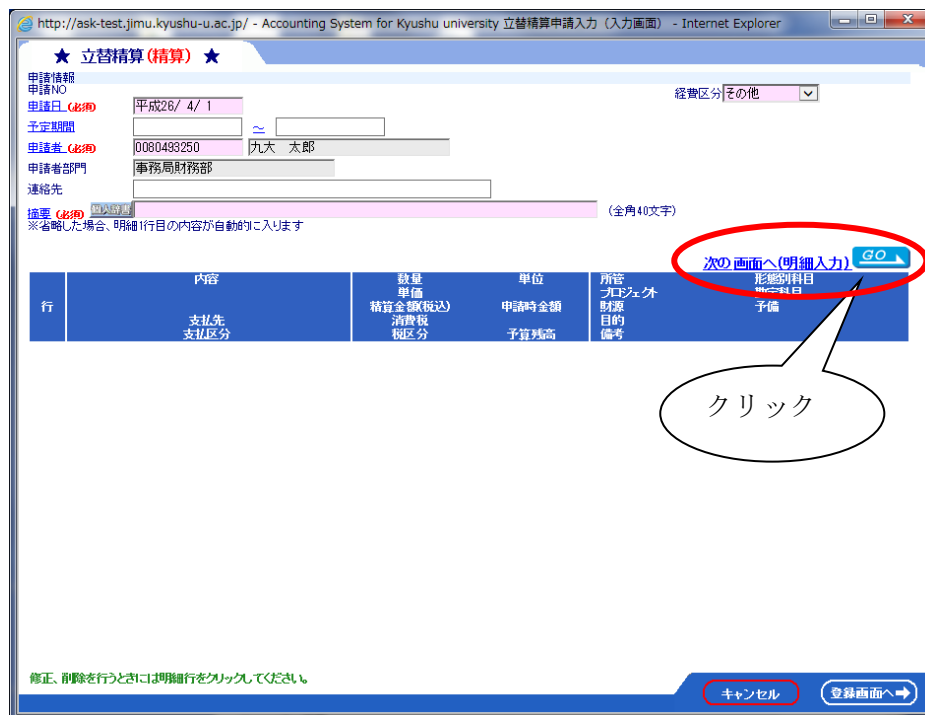 http://ask-test.jimu.kyushu-u.ac.jp/ - Accounting System for Kyushu university 立替精算申請入力（入力画面） - Internet Explorer
★ 立替精算(精算) ★
申請情報
申請NO
経費区分 その他
申請日 (必須) 平成26/ 4/ 1
予定期間 ～
申請者 (必須) 0080493250 九大 太郎
申請者部門 事務局財務部
連絡先
摘要 (必須) 個人辞書 (全角40文字)
※省略した場合、明細1行目の内容が自動的に入ります
次の画面へ(明細入力) GO
内容 数量 単位 所管 形態別科目
単価 プロジェクト 勘定科目
行 精算金額(税込) 申請時金額 財源 予備
支払先 消費税 目的
支払区分 税区分 予算残高 備考
クリック
修正、削除を行うときには明細行をクリックしてください。
キャンセル 登録画面へ➡